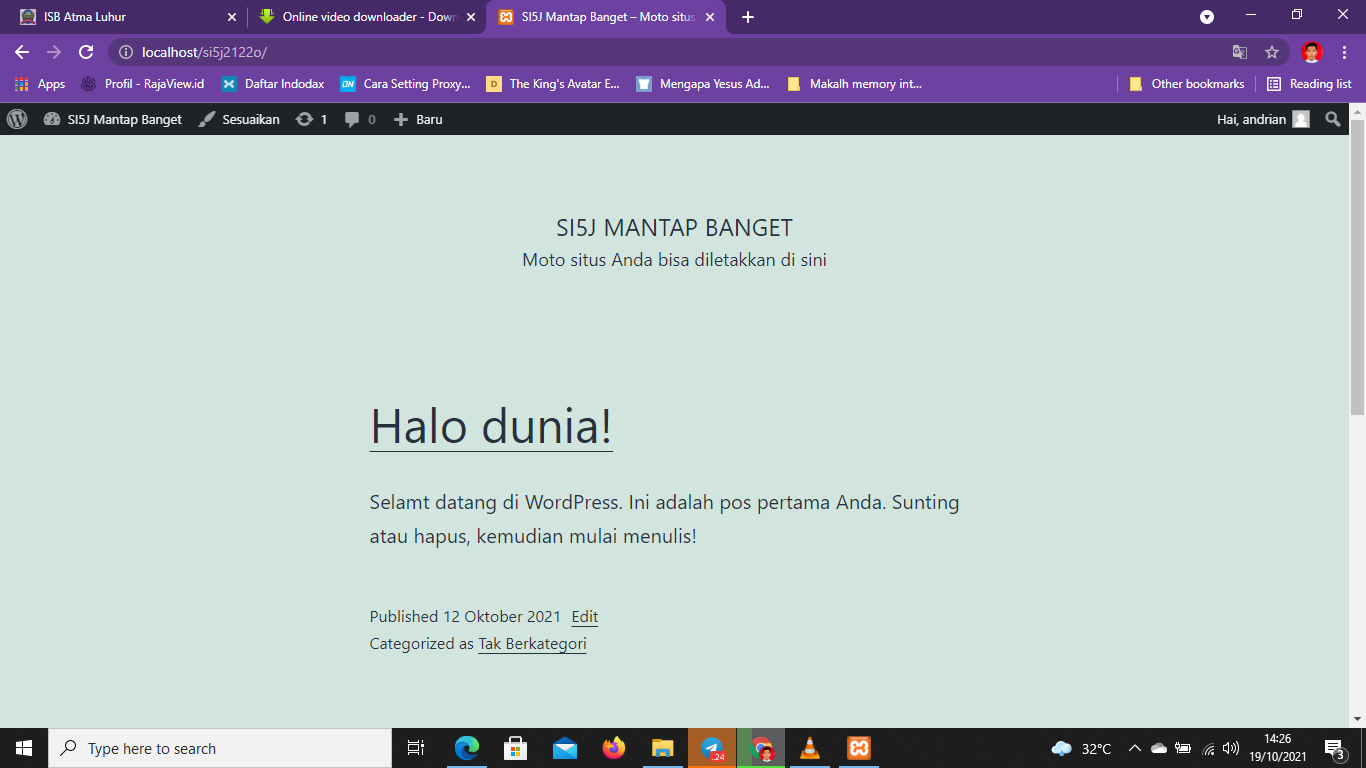 ISB Atma Luhur
Online video downloader - Down
SI5J Mantap Banget – Moto situs
localhost/si5j2122o/
Apps
Profil - RajaView.id
Daftar Indodax
DN
Cara Setting Proxy...
D
The King's Avatar E...
Mengapa Yesus Ad...
Makalh memory int...
Other bookmarks
Reading list
SI5J Mantap Banget
Sesuaikan
1
0
Baru
Hai, andrian
SI5J MANTAP BANGET
Moto situs Anda bisa diletakkan di sini
Halo dunia!
Selamt datang di WordPress. Ini adalah pos pertama Anda. Sunting
atau hapus, kemudian mulai menulis!
Published 12 Oktober 2021 Edit
Categorized as Tak Berkategori
Type here to search
24
32°C
14:26
19/10/2021
3